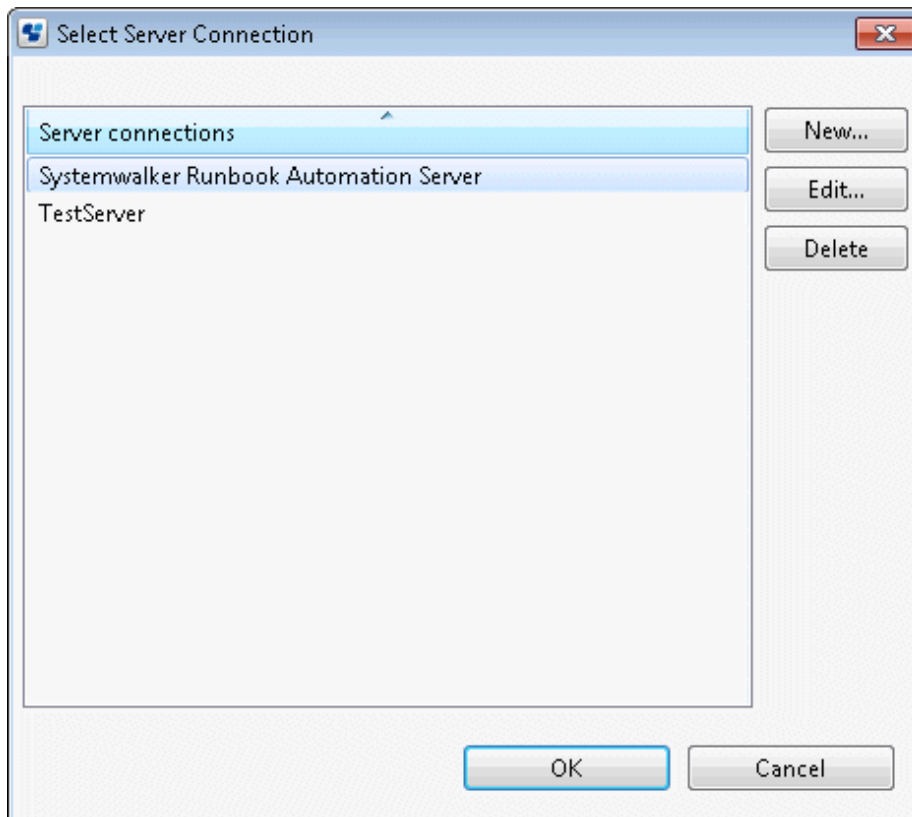 Select Server Connection
Server connections
Systemwalker Runbook Automation Server
TestServer
New...
Edit...
Delete
OK
Cancel